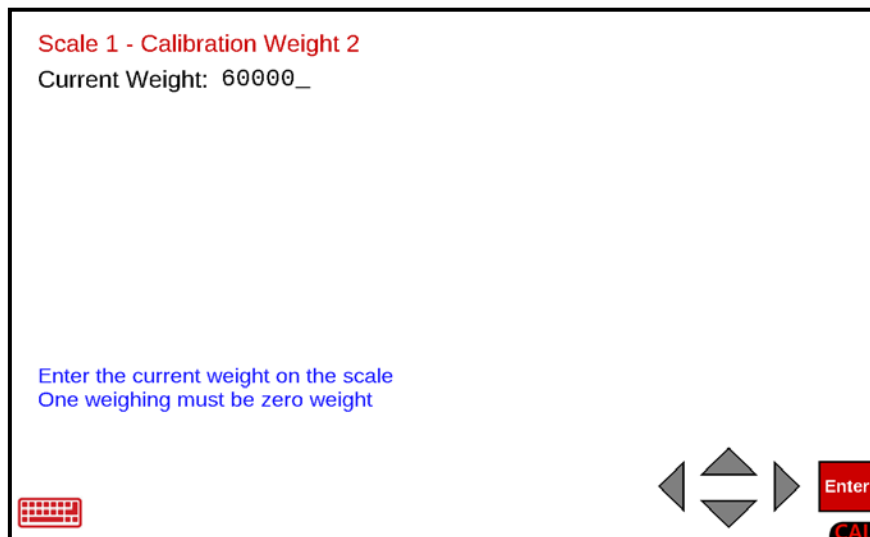 Scale 1 - Calibration Weight 2
Current Weight: 60000_
Enter the current weight on the scale
One weighing must be zero weight
Enter